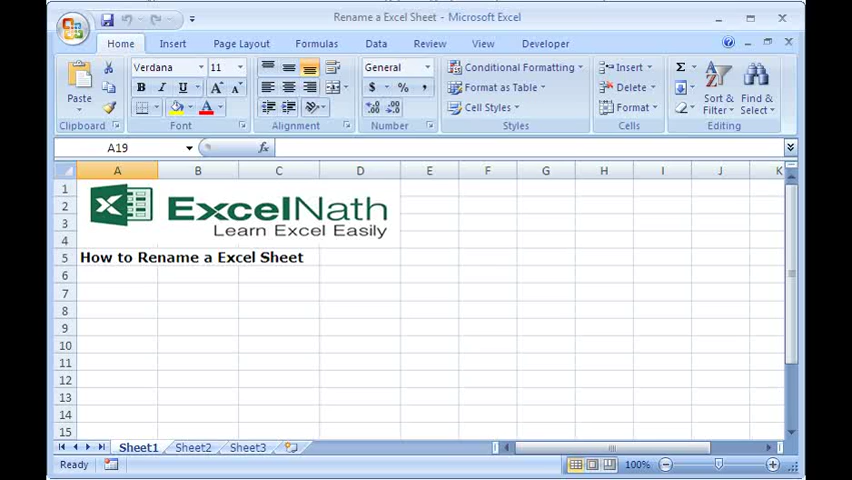 Rename a Excel Sheet - Microsoft Excel
Home Insert Page Layout Formulas Data Review View Developer
Verdana 11 General Conditional Formatting Insert Σ
Paste B I U A A Format as Table Delete Sort & Filter Find & Select
A $ % , Cell Styles Format
Clipboard Font Alignment Number Styles Cells Editing
A19 fx
A B C D E F G H I J K
1
2 ExcelNath
3 Learn Excel Easily
4
5 How to Rename a Excel Sheet
6
7
8
9
10
11
12
13
14
15
Sheet1 Sheet2 Sheet3
Ready 100%